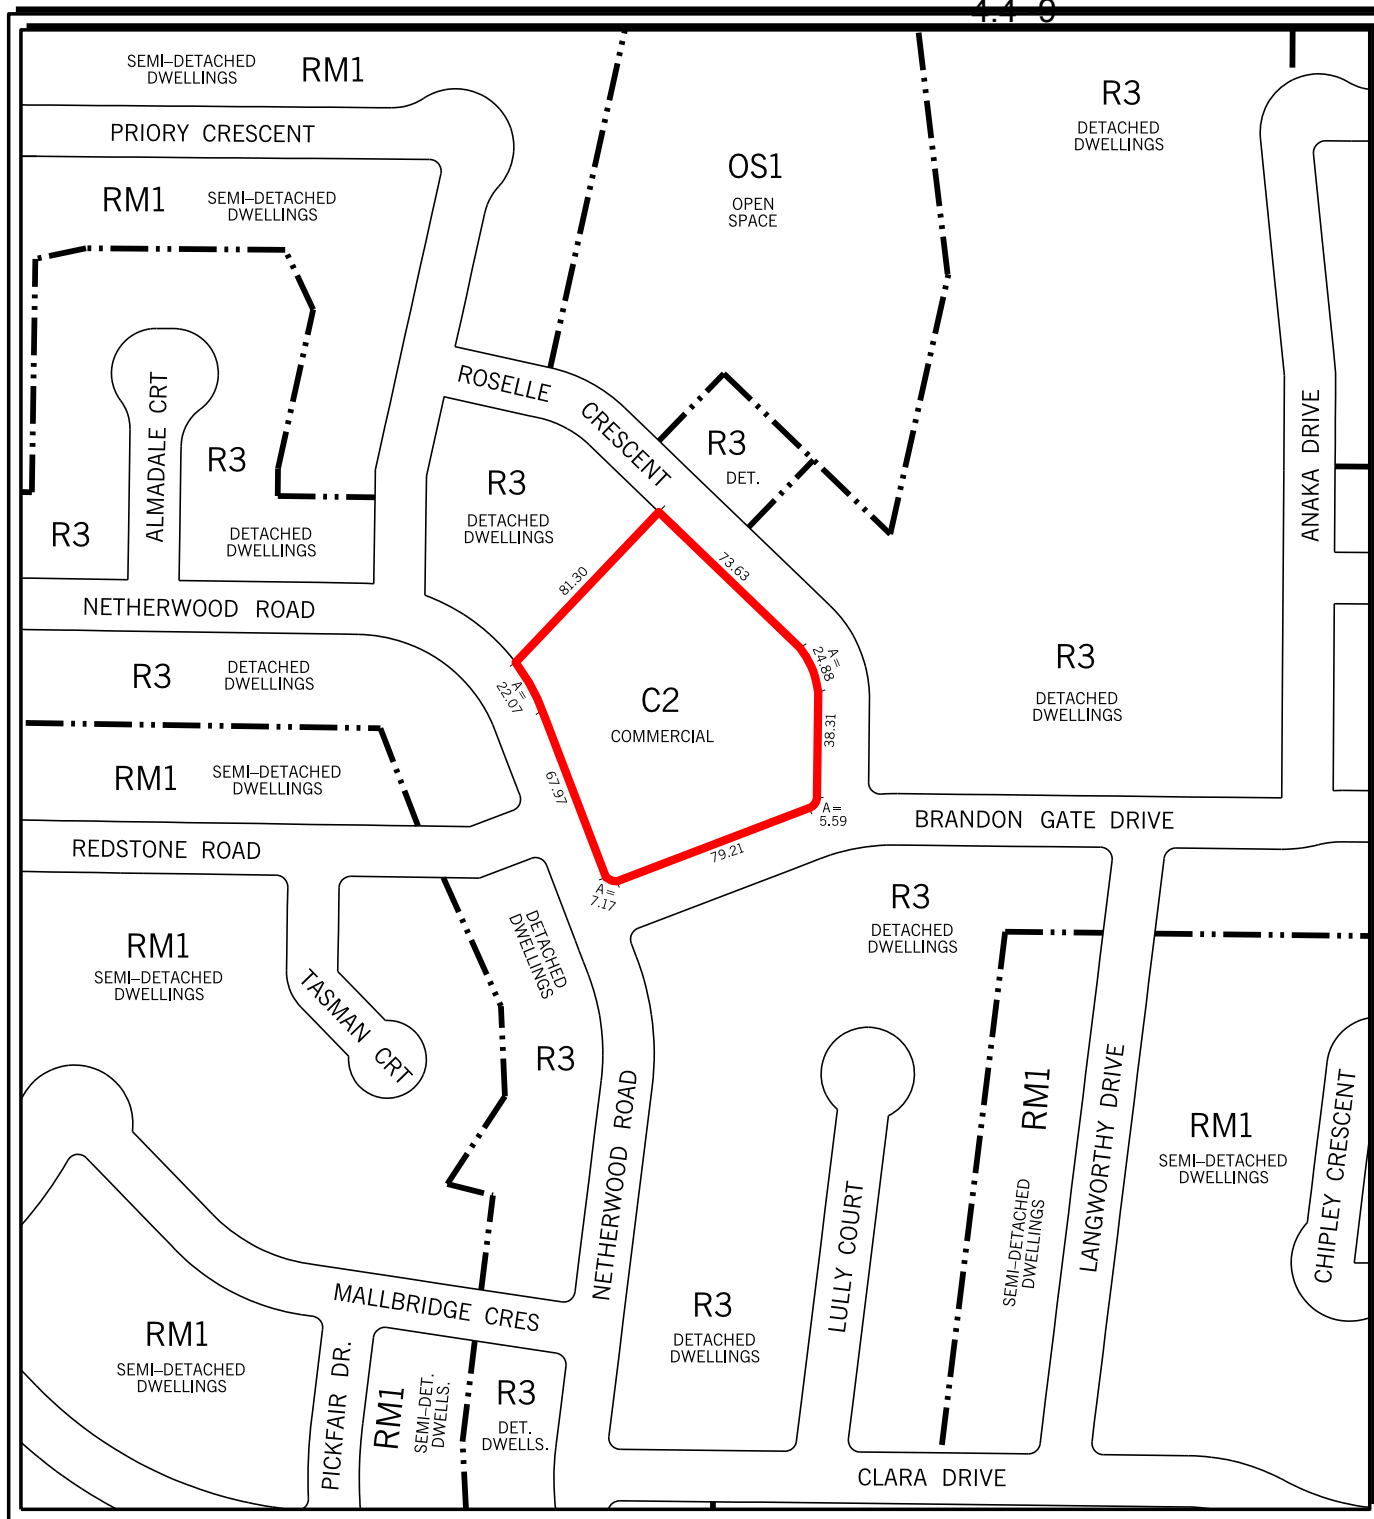 SEMI–DETACHED
DWELLINGS
RM1
PRIORY CRESCENT
RM1
SEMI–DETACHED
DWELLINGS
OS1
OPEN
SPACE
R3
DETACHED
DWELLINGS
ROSELLE CRESCENT
ALMADALE CRT
R3
R3
DETACHED
DWELLINGS
R3
DETACHED
DWELLINGS
R3
DET.
ANAKA DRIVE
NETHERWOOD ROAD
81.30
73.63
A=
24.88
38.31
A=
5.59
79.21
A=
7.17
67.97
A=
22.07
C2
COMMERCIAL
R3
DETACHED
DWELLINGS
R3
DETACHED
DWELLINGS
RM1
SEMI–DETACHED
DWELLINGS
REDSTONE ROAD
BRANDON GATE DRIVE
RM1
SEMI–DETACHED
DWELLINGS
DETACHED
DWELLINGS
R3
TASMAN CRT
R3
DETACHED
DWELLINGS
NETHERWOOD ROAD
RM1
SEMI–DETACHED
DWELLINGS
LANGWORTHY DRIVE
RM1
SEMI–DETACHED
DWELLINGS
CHIPLEY CRESCENT
LULLY COURT
MALLBRIDGE CRES
RM1
SEMI–DETACHED
DWELLINGS
PICKFAIR DR.
RM1
SEMI–DET.
DWELLS.
R3
DET.
DWELLS.
R3
DETACHED
DWELLINGS
CLARA DRIVE